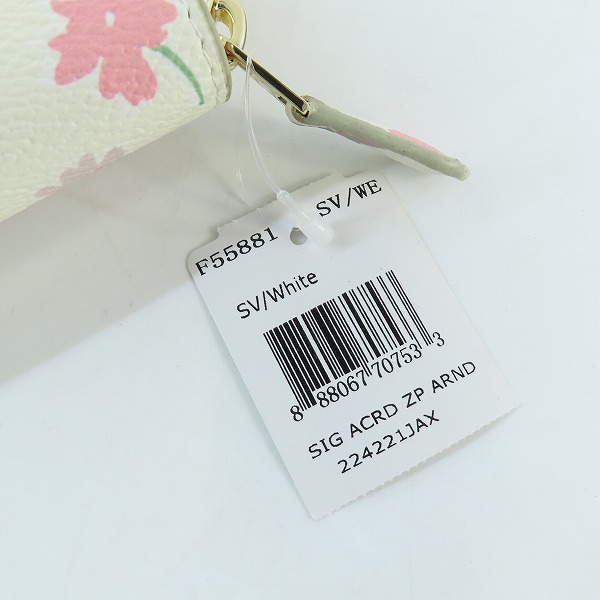 F55881 SV/WE
SV/White
8 88067 70753 3
SIG ACRD ZP ARND
224221JAX